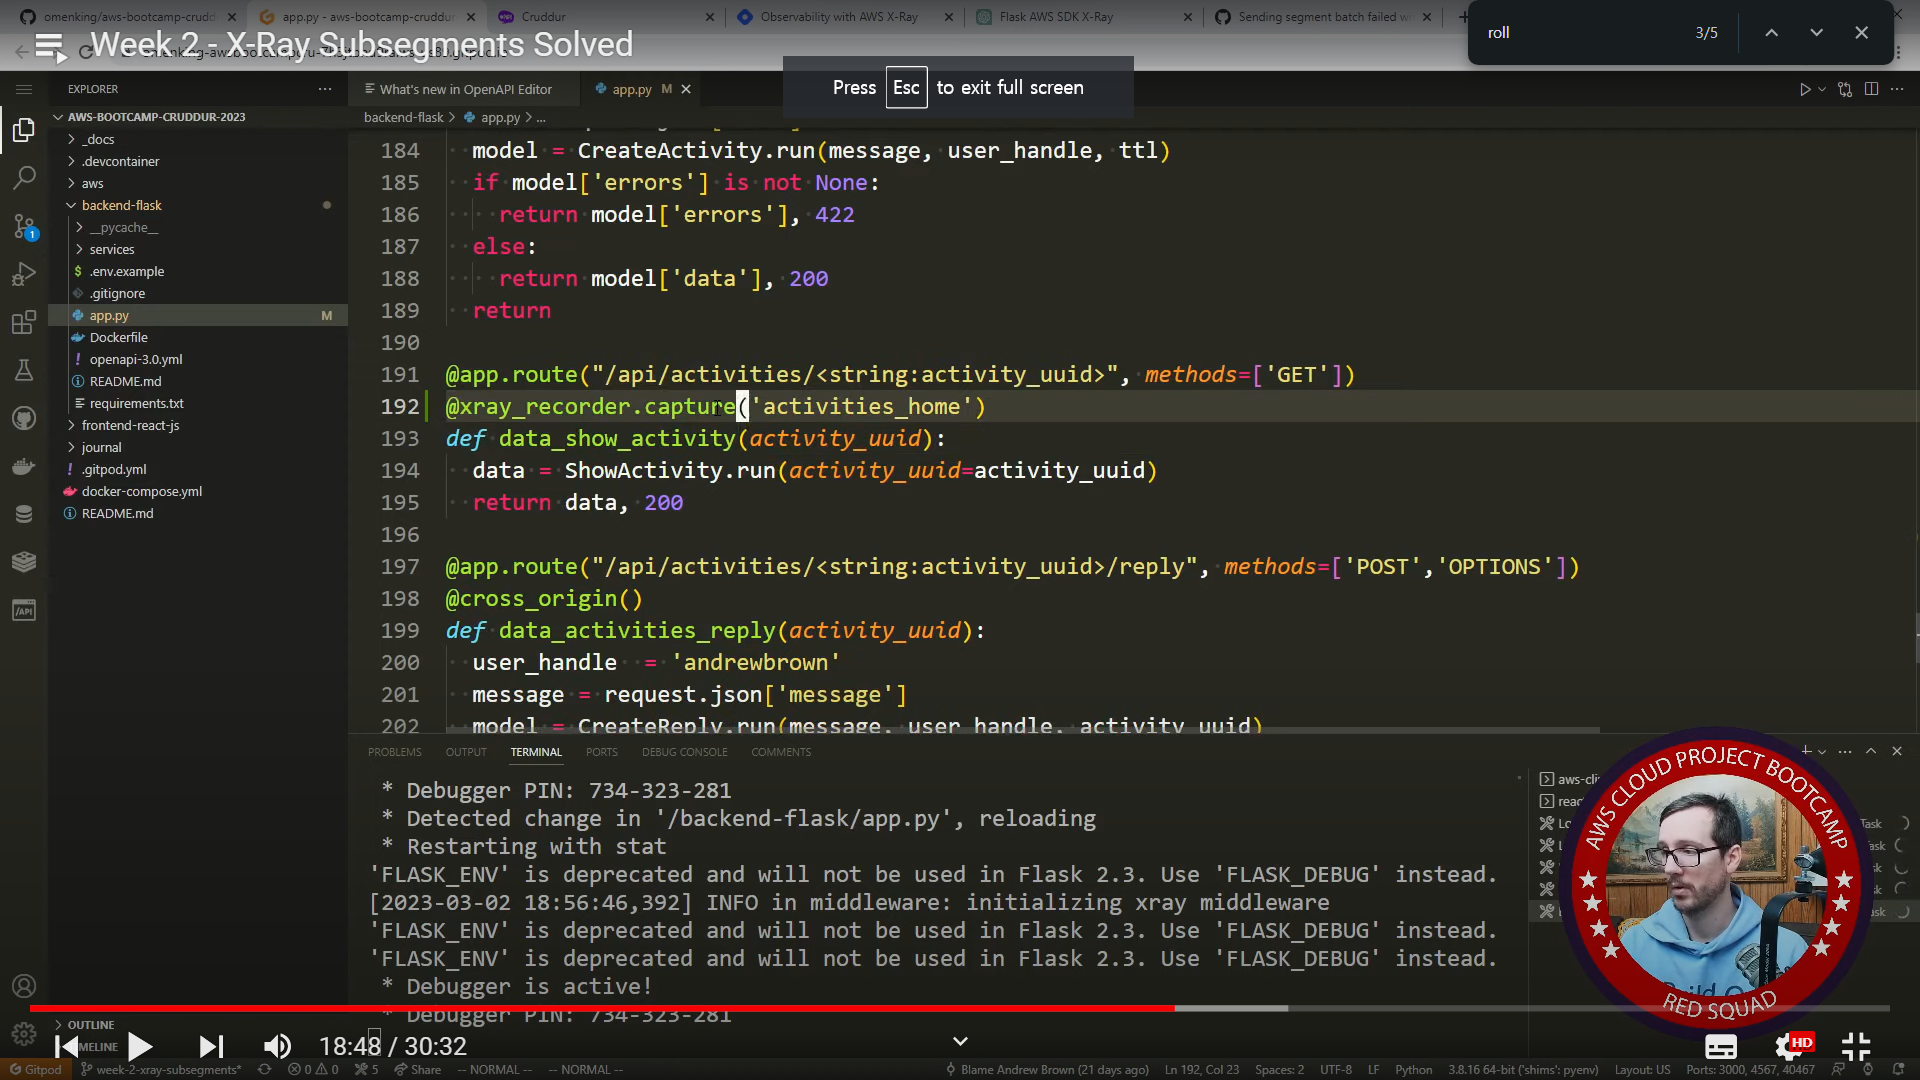 omenking/aws-bootcamp-crudd
app.py - aws-bootcamp-cruddur
Cruddur
Observability with AWS X-Ray
Flask AWS SDK X-Ray
Sending segment batch failed w
Week 2 - X-Ray Subsegments Solved
roll
3/5
Press Esc to exit full screen
EXPLORER
What's new in OpenAPI Editor
app.py M
AWS-BOOTCAMP-CRUDDUR-2023
backend-flask > app.py > ...
_docs
.devcontainer
aws
backend-flask
__pycache__
services
.env.example
.gitignore
app.py M
Dockerfile
openapi-3.0.yml
README.md
requirements.txt
frontend-react-js
journal
.gitpod.yml
docker-compose.yml
README.md
1
/API
184 model = CreateActivity.run(message, user_handle, ttl)
185 if model['errors'] is not None:
186 return model['errors'], 422
187 else:
188 return model['data'], 200
189 return
190
191 @app.route("/api/activities/<string:activity_uuid>", methods=['GET'])
192 @xray_recorder.capture('activities_home')
193 def data_show_activity(activity_uuid):
194 data = ShowActivity.run(activity_uuid=activity_uuid)
195 return data, 200
196
197 @app.route("/api/activities/<string:activity_uuid>/reply", methods=['POST','OPTIONS'])
198 @cross_origin()
199 def data_activities_reply(activity_uuid):
200 user_handle = 'andrewbrown'
201 message = request.json['message']
202 model = CreateReply.run(message, user_handle, activity_uuid)
PROBLEMS OUTPUT TERMINAL PORTS DEBUG CONSOLE COMMENTS
* Debugger PIN: 734-323-281
* Detected change in '/backend-flask/app.py', reloading
* Restarting with stat
'FLASK_ENV' is deprecated and will not be used in Flask 2.3. Use 'FLASK_DEBUG' instead.
[2023-03-02 18:56:46,392] INFO in middleware: initializing xray middleware
'FLASK_ENV' is deprecated and will not be used in Flask 2.3. Use 'FLASK_DEBUG' instead.
'FLASK_ENV' is deprecated and will not be used in Flask 2.3. Use 'FLASK_DEBUG' instead.
* Debugger is active!
* Debugger PIN: 734-323-281
aws-cli
AWS CLOUD PROJECT BOOTCAMP
RED SQUAD
OUTLINE
18:48 / 30:32
HD
Gitpod week-2-xray-subsegments* 0 0 5 Share -- NORMAL -- -- NORMAL -- Blame Andrew Brown (21 days ago) Ln 192, Col 23 Spaces: 2 UTF-8 LF Python 3.8.16 64-bit ('shims': pyenv) Layout: US Ports: 3000, 4567, 40467